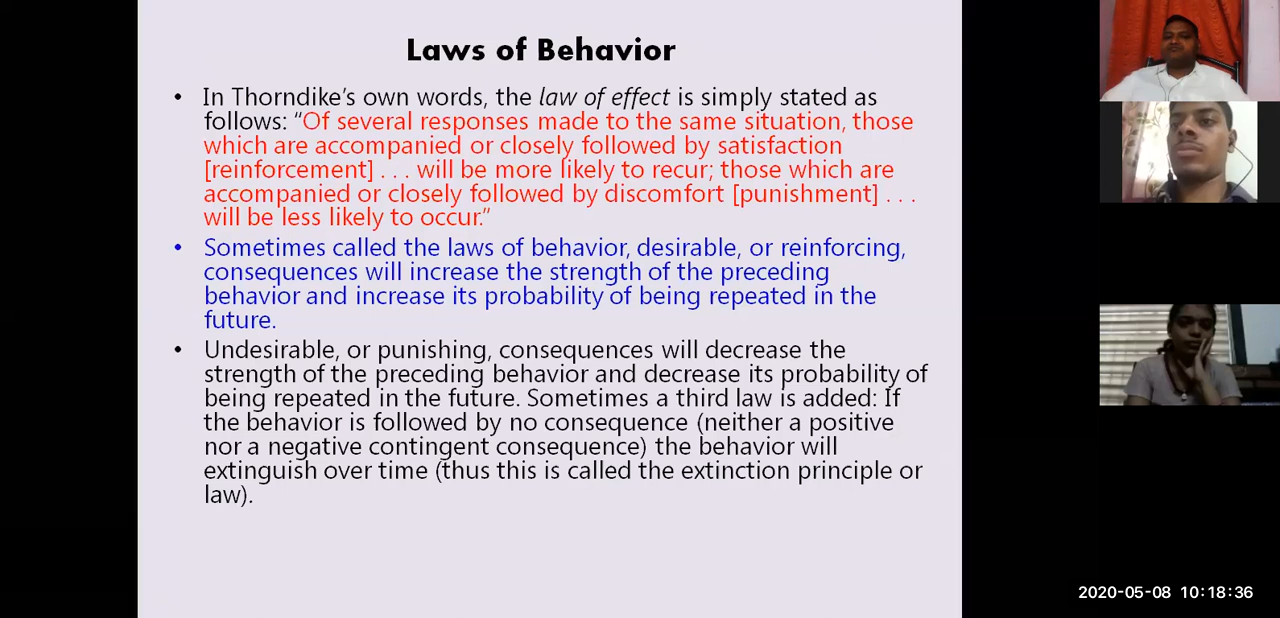 Laws of Behavior
• In Thorndike's own words, the law of effect is simply stated as
follows: "Of several responses made to the same situation, those
which are accompanied or closely followed by satisfaction
[reinforcement] . . . will be more likely to recur; those which are
accompanied or closely followed by discomfort [punishment] . . .
will be less likely to occur."
• Sometimes called the laws of behavior, desirable, or reinforcing,
consequences will increase the strength of the preceding
behavior and increase its probability of being repeated in the
future.
• Undesirable, or punishing, consequences will decrease the
strength of the preceding behavior and decrease its probability of
being repeated in the future. Sometimes a third law is added: If
the behavior is followed by no consequence (neither a positive
nor a negative contingent consequence) the behavior will
extinguish over time (thus this is called the extinction principle or
law).
2020-05-08 10:18:36